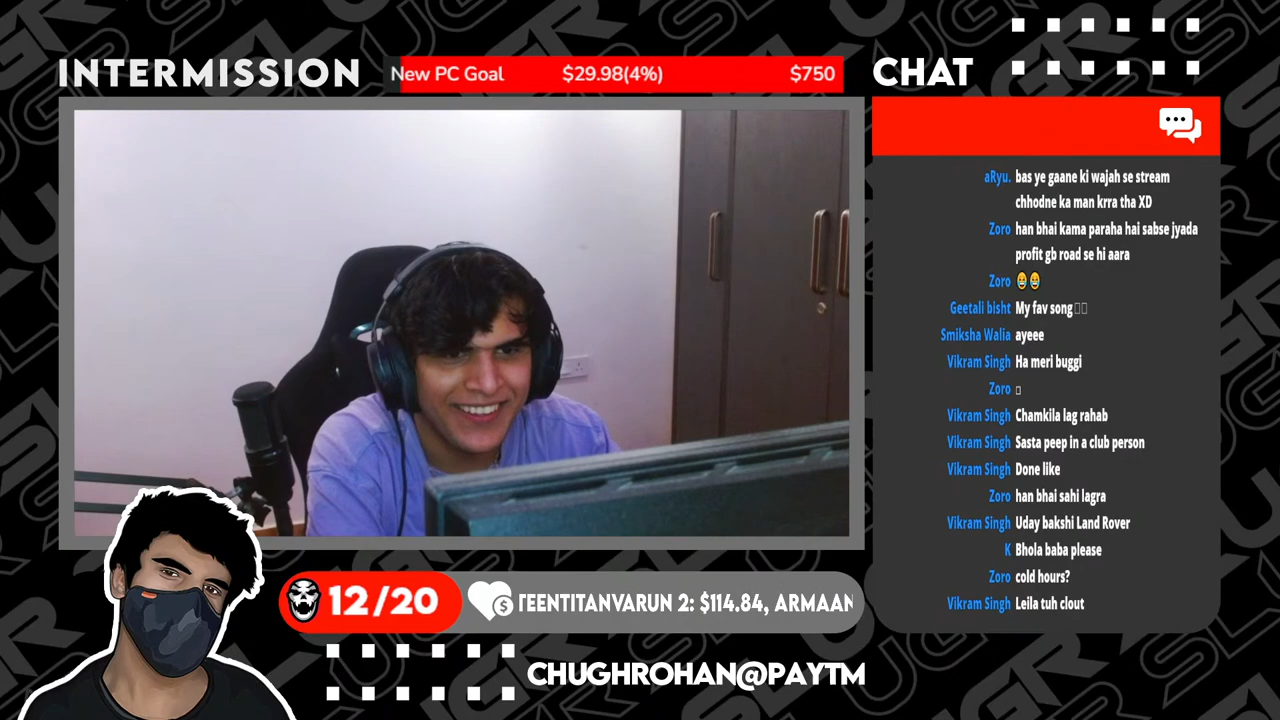 INTERMISSION
New PC Goal $29.98(4%) $750
CHAT
aRyu. bas ye gaane ki wajah se stream
chhodne ka man krra tha XD
Zoro han bhai kama paraha hai sabse jyada
profit gb road se hi aara
Zoro 😂😂
Geetali bisht My fav song
Smiksha Walia ayeee
Vikram Singh Ha meri buggi
Zoro
Vikram Singh Chamkila lag rahab
Vikram Singh Sasta peep in a club person
Vikram Singh Done like
Zoro han bhai sahi lagra
Vikram Singh Uday bakshi Land Rover
K Bhola baba please
Zoro cold hours?
Vikram Singh Leila tuh clout
12/20
TEENTITANVARUN 2: $114.84, ARMAAN
CHUGHROHAN@PAYTM